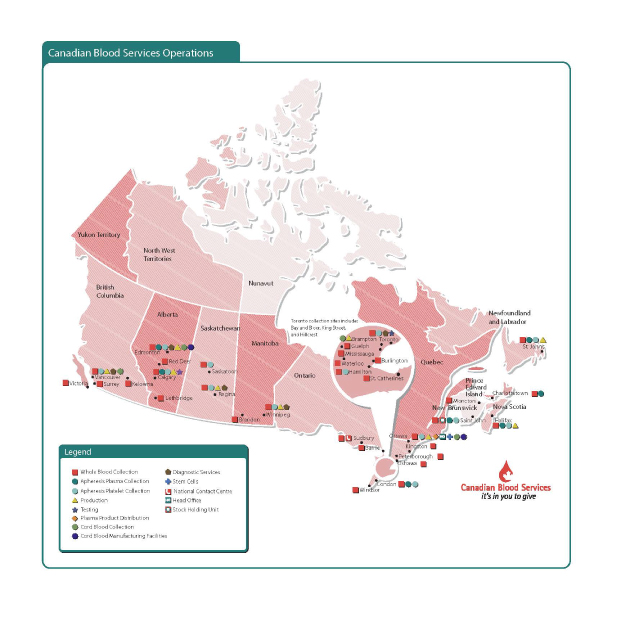 Canadian Blood Services Operations
Yukon Territory
North West
Territories
Nunavut
British
Columbia
Alberta
Saskatchewan
Manitoba
Ontario
Quebec
Newfoundland
and Labrador
Prince
Edward
Island
New Brunswick
Nova Scotia
Toronto collection sites include:
Bay and Bloor, King Street,
and Hillcrest
Edmonton
Red Deer
Calgary
Lethbridge
Vancouver
Victoria
Surrey
Kelowna
Saskatoon
Regina
Brandon
Winnipeg
Brampton
Toronto
Guelph
Mississauga
Waterloo
Burlington
Hamilton
St. Catharines
Sudbury
Barrie
Ottawa
Kingston
Peterborough
Oshawa
London
Windsor
St. Johns
Charlottetown
Moncton
Saint John
Halifax
Legend
Whole Blood Collection
Apheresis Plasma Collection
Apheresis Platelet Collection
Production
Testing
Plasma Product Distribution
Cord Blood Collection
Cord Blood Manufacturing Facilities
Diagnostic Services
Stem Cells
National Contact Centre
Head Office
Stock Holding Unit
Canadian Blood Services
it's in you to give